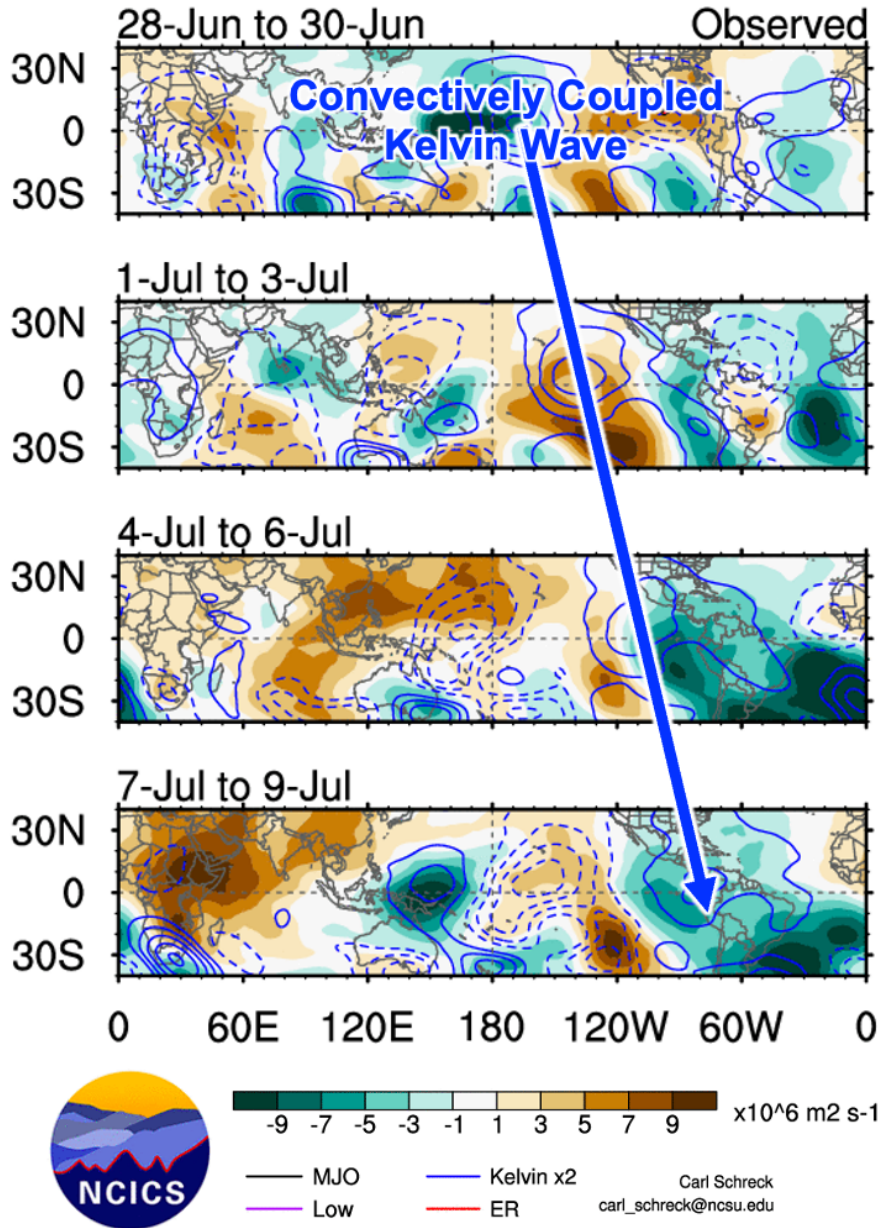 28-Jun to 30-Jun Observed
30N
Convectively Coupled
0
Kelvin Wave
30S
1-Jul to 3-Jul
30N
0
30S
4-Jul to 6-Jul
30N
0
30S
7-Jul to 9-Jul
30N
0
30S
0 60E 120E 180 120W 60W 0
-9 -7 -5 -3 -1 1 3 5 7 9 x10^6 m2 s-1
MJO Kelvin x2 Carl Schreck
Low ER carl_schreck@ncsu.edu
NCICS